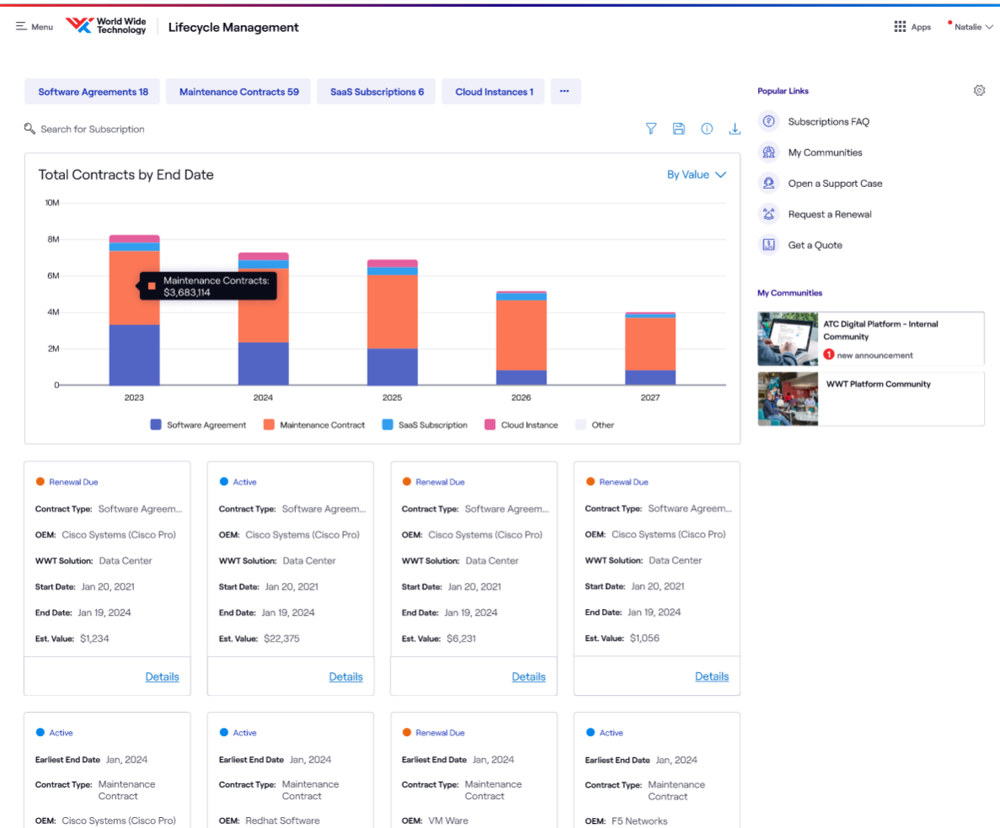 Menu
World Wide
Technology
Lifecycle Management
Apps
Natalie
Software Agreements 18
Maintenance Contracts 59
SaaS Subscriptions 6
Cloud Instances 1
...
Search for Subscription
Total Contracts by End Date
By Value
10M
8M
6M
4M
2M
0
Maintenance Contracts:
$3,683,114
2023 2024 2025 2026 2027
Software Agreement Maintenance Contract SaaS Subscription Cloud Instance Other
Popular Links
Subscriptions FAQ
My Communities
Open a Support Case
Request a Renewal
Get a Quote
My Communities
ATC Digital Platform - Internal
Community
1 new announcement
WWT Platform Community
Renewal Due
Contract Type: Software Agreem...
OEM: Cisco Systems (Cisco Pro)
WWT Solution: Data Center
Start Date: Jan 20, 2021
End Date: Jan 19, 2024
Est. Value: $1,234
Details
Active
Contract Type: Software Agreem...
OEM: Cisco Systems (Cisco Pro)
WWT Solution: Data Center
Start Date: Jan 20, 2021
End Date: Jan 19, 2024
Est. Value: $22,375
Details
Renewal Due
Contract Type: Software Agreem...
OEM: Cisco Systems (Cisco Pro)
WWT Solution: Data Center
Start Date: Jan 20, 2021
End Date: Jan 19, 2024
Est. Value: $6,231
Details
Renewal Due
Contract Type: Software Agreem...
OEM: Cisco Systems (Cisco Pro)
WWT Solution: Data Center
Start Date: Jan 20, 2021
End Date: Jan 19, 2024
Est. Value: $1,056
Details
Active
Earliest End Date Jan, 2024
Contract Type: Maintenance
Contract
OEM: Cisco Systems (Cisco Pro)
Active
Earliest End Date Jan, 2024
Contract Type: Maintenance
Contract
OEM: Redhat Software
Renewal Due
Earliest End Date Jan, 2024
Contract Type: Maintenance
Contract
OEM: VM Ware
Active
Earliest End Date Jan, 2024
Contract Type: Maintenance
Contract
OEM: F5 Networks